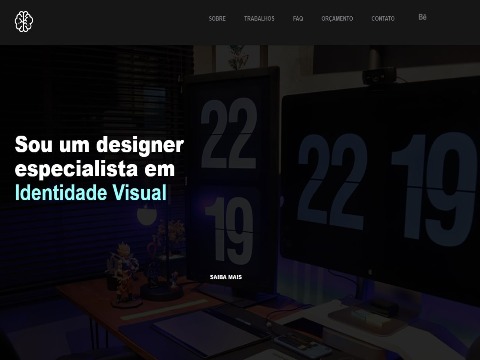 SOBRE
TRABALHOS
FAQ
ORÇAMENTO
CONTATO
Bē
Sou um designer
especialista em
Identidade Visual
22
19
22
19
SAIBA MAIS